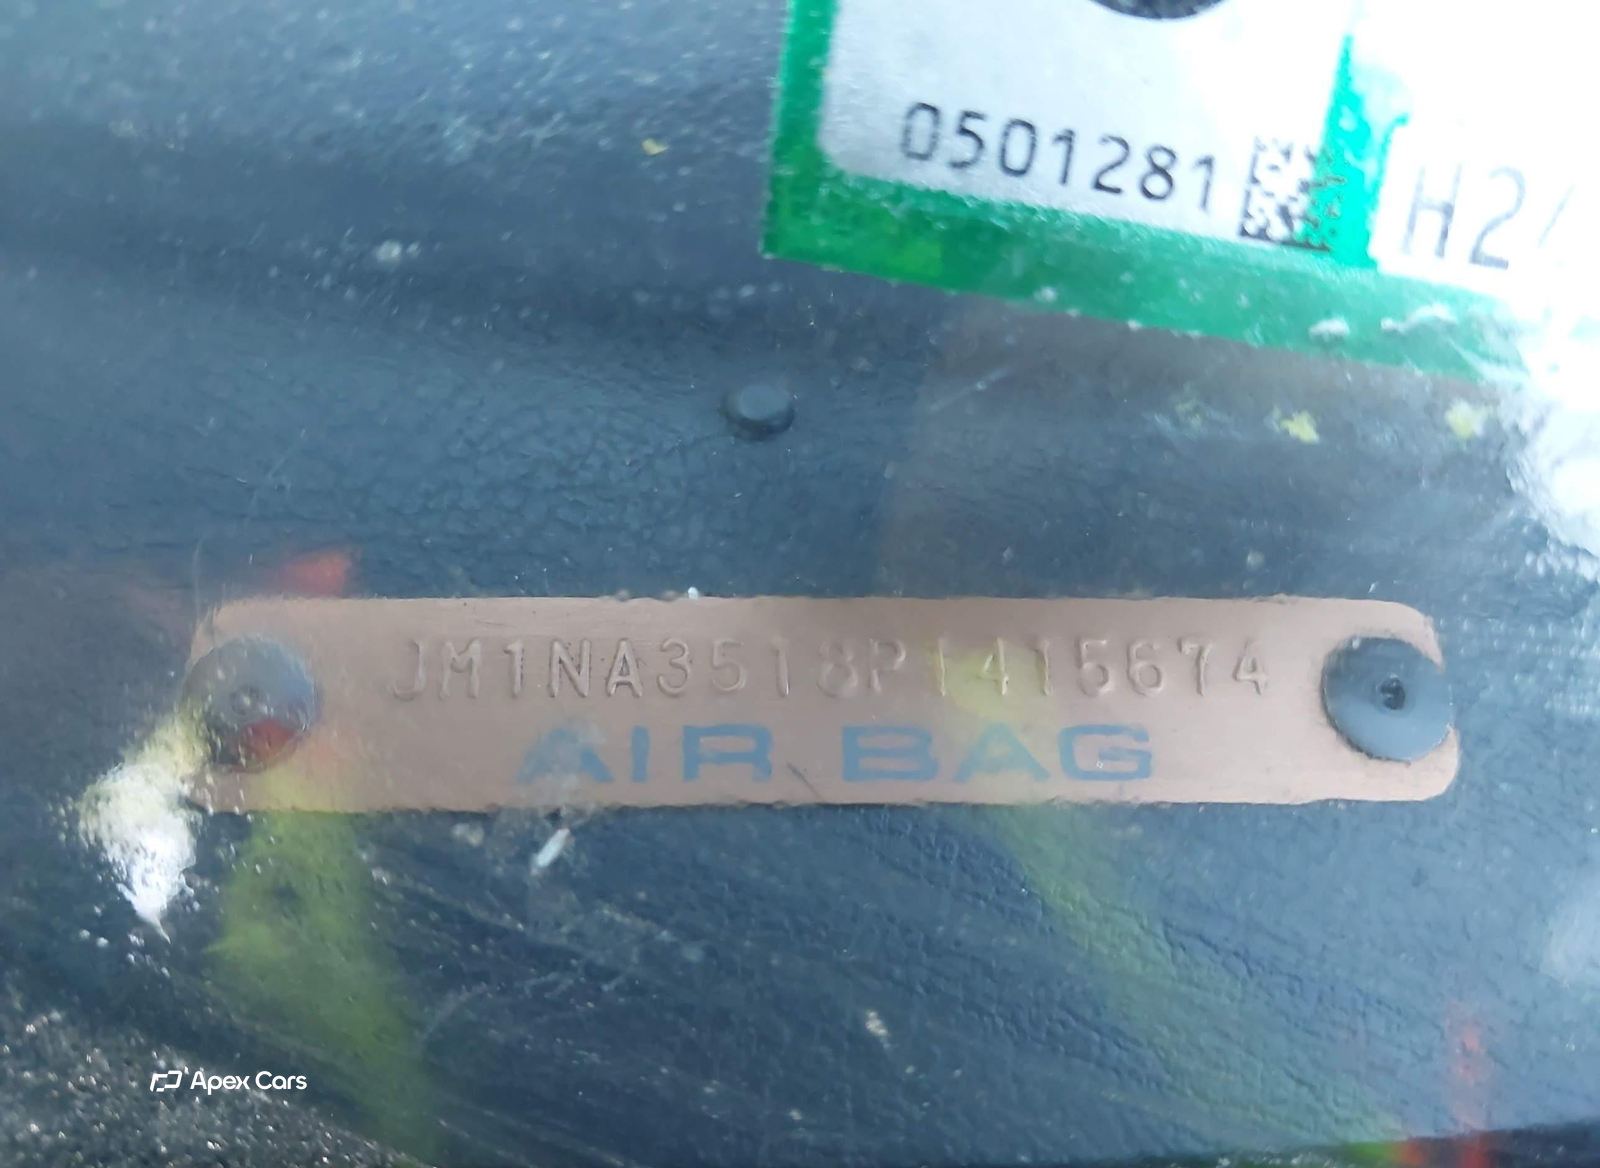 0501281
H2
JM1NA3518P1415674
AIR BAG
Apex Cars